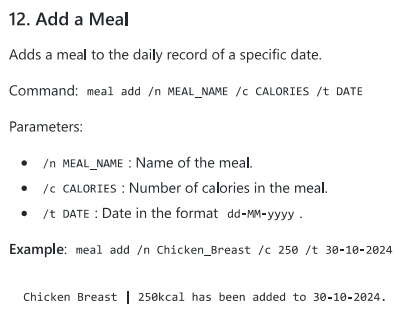 12. Add a Meal
Adds a meal to the daily record of a specific date.
Command: meal add /n MEAL_NAME /c CALORIES /t DATE
Parameters:
• /n MEAL_NAME : Name of the meal.
• /c CALORIES : Number of calories in the meal.
• /t DATE : Date in the format dd-MM-yyyy .
Example: meal add /n Chicken_Breast /c 250 /t 30-10-2024
Chicken Breast | 250kcal has been added to 30-10-2024.